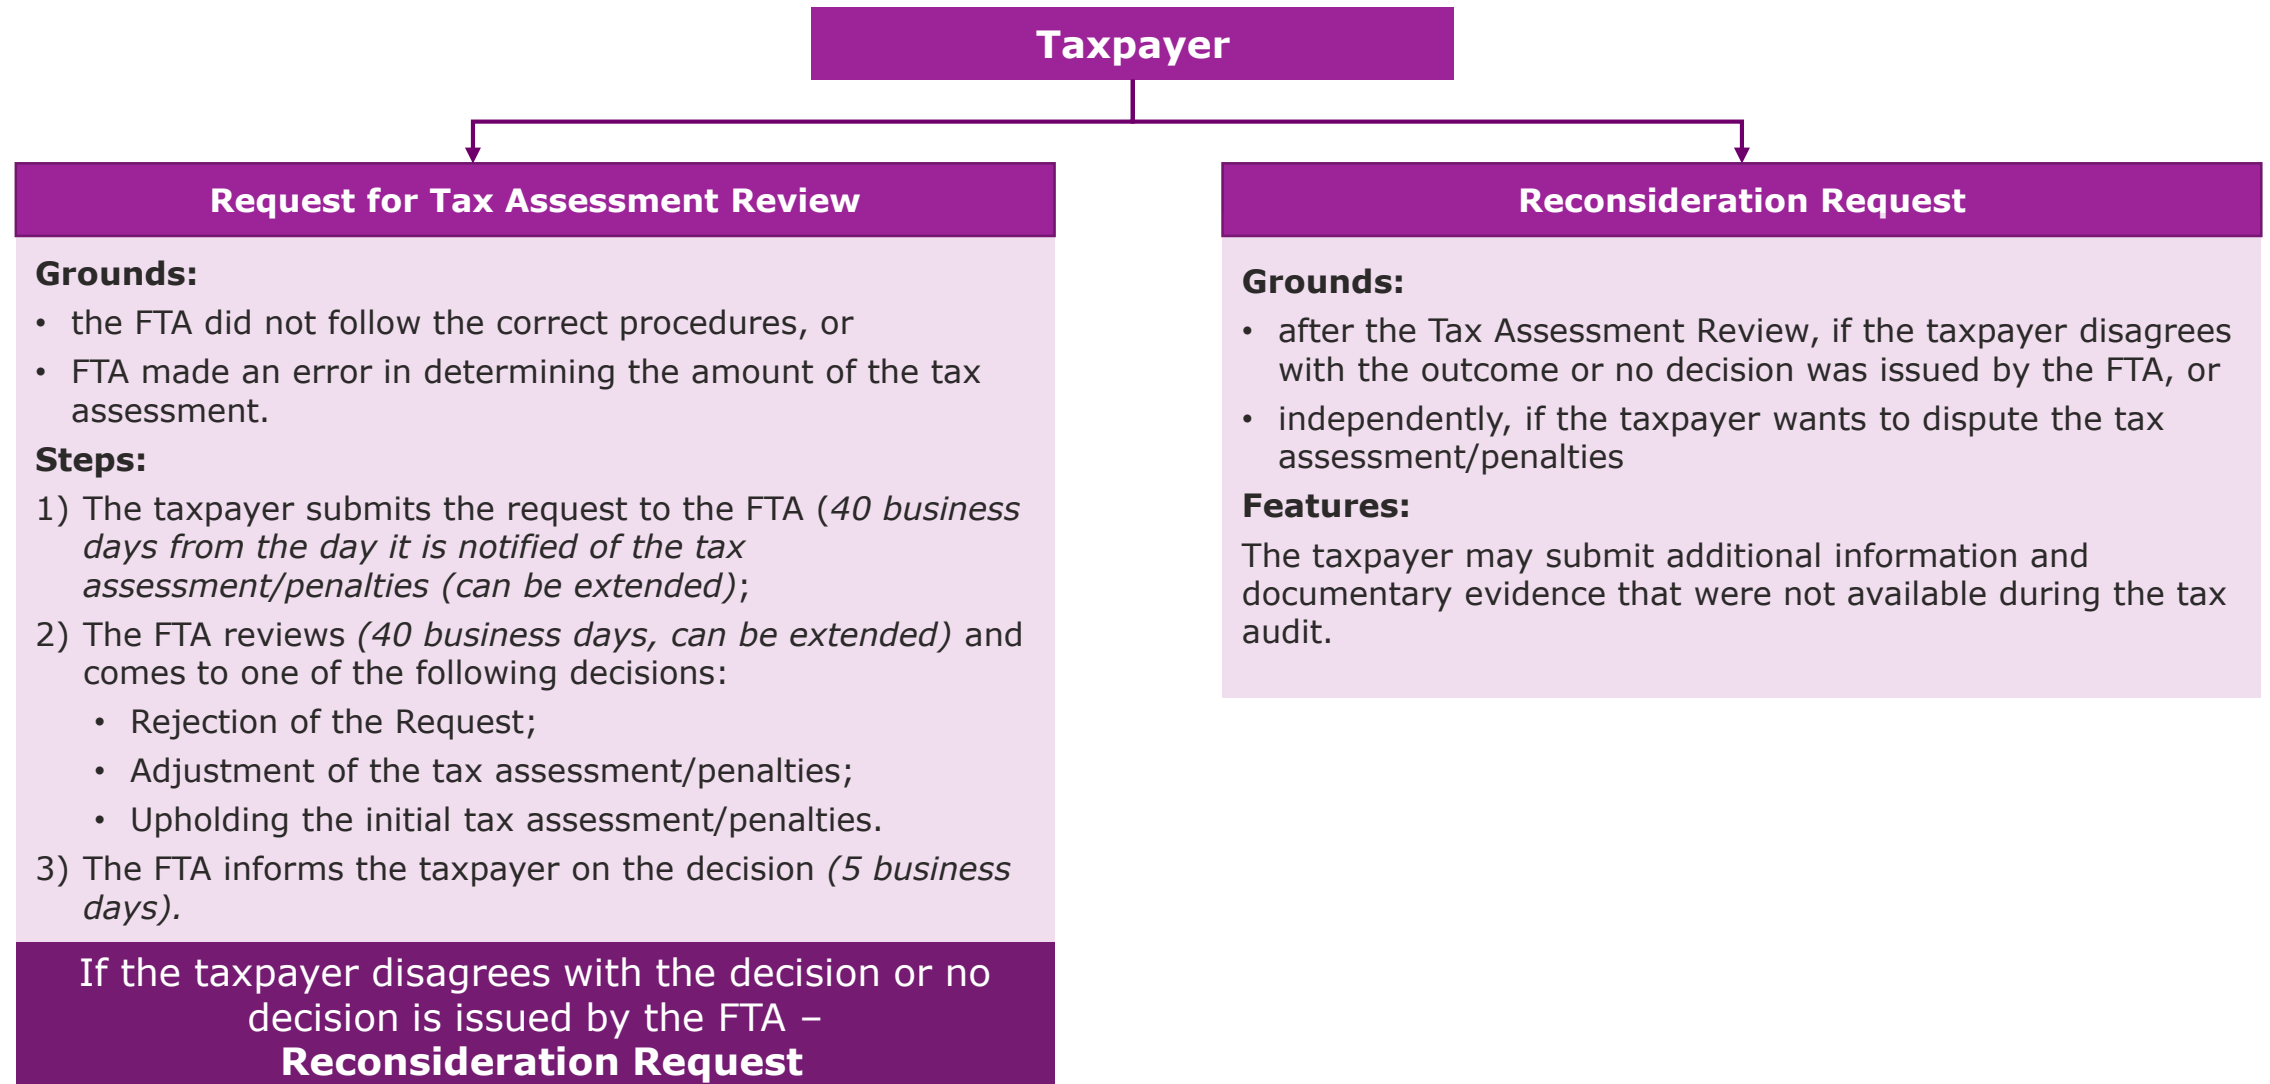 Taxpayer
Request for Tax Assessment Review
Grounds:
• the FTA did not follow the correct procedures, or
• FTA made an error in determining the amount of the tax
assessment.
Steps:
1) The taxpayer submits the request to the FTA (40 business
days from the day it is notified of the tax
assessment/penalties (can be extended);
2) The FTA reviews (40 business days, can be extended) and
comes to one of the following decisions:
• Rejection of the Request;
• Adjustment of the tax assessment/penalties;
• Upholding the initial tax assessment/penalties.
3) The FTA informs the taxpayer on the decision (5 business
days).
If the taxpayer disagrees with the decision or no
decision is issued by the FTA –
Reconsideration Request
Reconsideration Request
Grounds:
• after the Tax Assessment Review, if the taxpayer disagrees
with the outcome or no decision was issued by the FTA, or
• independently, if the taxpayer wants to dispute the tax
assessment/penalties
Features:
The taxpayer may submit additional information and
documentary evidence that were not available during the tax
audit.